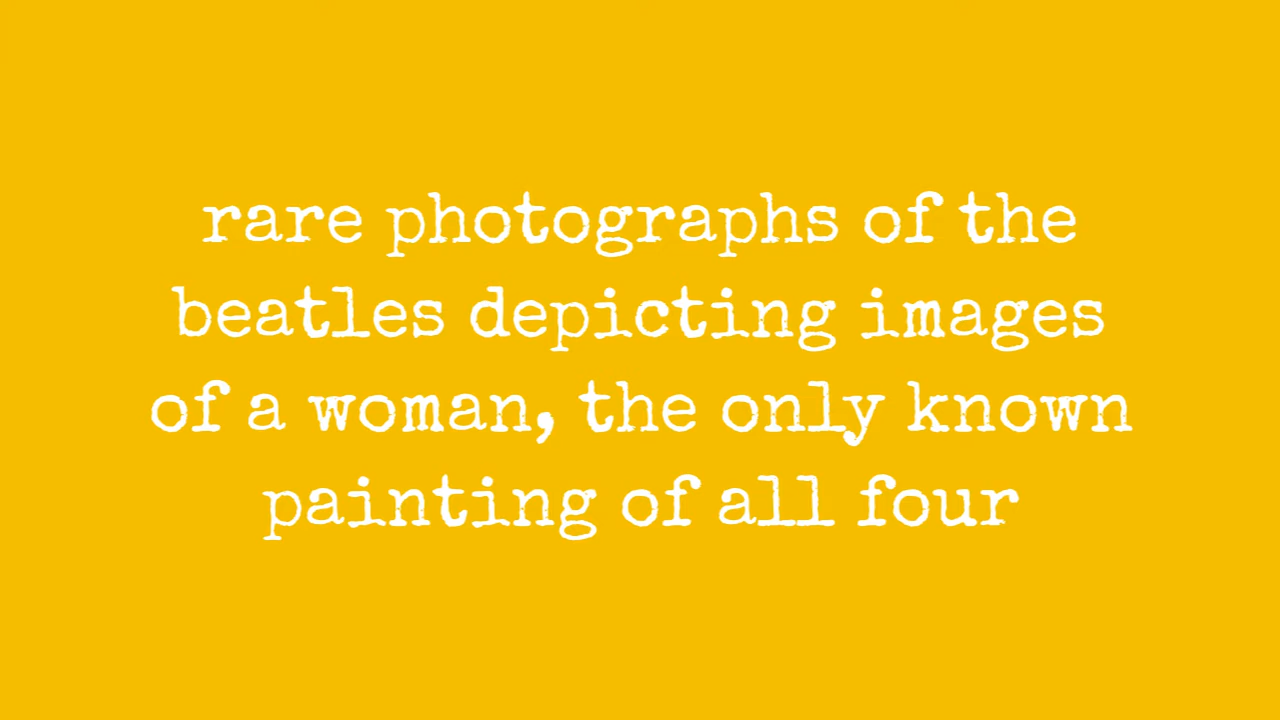 rare photographs of the
beatles depicting images
of a woman, the only known
painting of all four